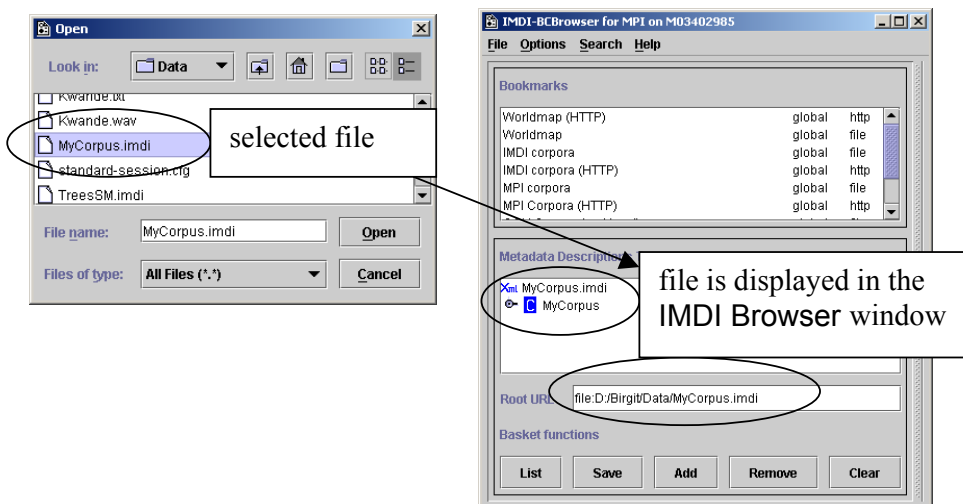 Open
Look in:
Data
Kwande.txt
Kwande.wav
MyCorpus.imdi
standard-session.cfg
TreesSM.imdi
File name:
MyCorpus.imdi
Open
Files of type:
All Files (*.*)
Cancel
selected file
IMDI-BCBrowser for MPI on M03402985
File Options Search Help
Bookmarks
Worldmap (HTTP) global http
Worldmap global file
IMDI corpora global file
IMDI corpora (HTTP) global http
MPI corpora global file
MPI Corpora (HTTP) global http
Metadata Descriptions
Xml MyCorpus.imdi
C MyCorpus
file is displayed in the
IMDI Browser window
Root URL
file:D:/Birgit/Data/MyCorpus.imdi
Basket functions
List Save Add Remove Clear